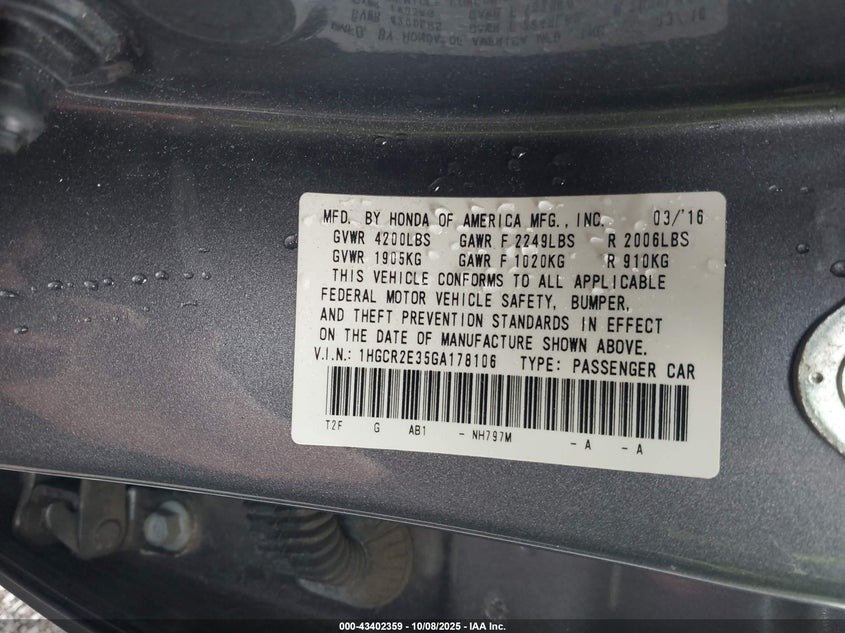 03/'16
MFD. BY HONDA OF AMERICA MFG., INC. 03/'16
GVWR 4200LBS GAWR F 2249LBS R 2006LBS
GVWR 1905KG GAWR F 1020KG R 910KG
THIS VEHICLE CONFORMS TO ALL APPLICABLE
FEDERAL MOTOR VEHICLE SAFETY, BUMPER,
AND THEFT PREVENTION STANDARDS IN EFFECT
ON THE DATE OF MANUFACTURE SHOWN ABOVE.
V.I.N.: 1HGCR2E35GA178106 TYPE: PASSENGER CAR
T2F G AB1 - NH797M - A - A
000-43402359 - 10/08/2025 - IAA Inc.